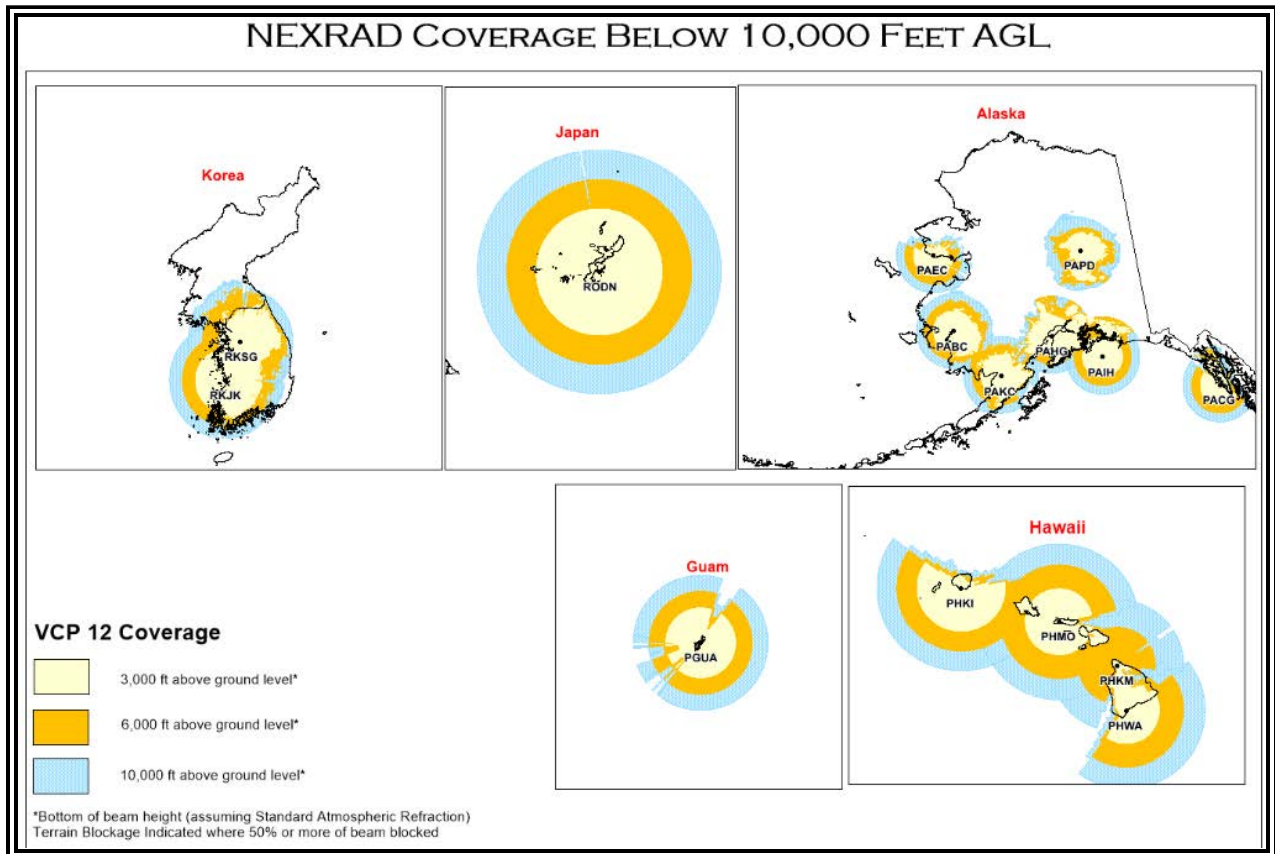 NEXRAD COVERAGE BELOW 10,000 FEET AGL
Korea
RKSG
RKJK
Japan
RODN
Alaska
PAEC
PAPD
PABC
PAHG
PAIH
PAKC
PACG
Guam
PGUA
Hawaii
PHKI
PHMO
PHKM
PHWA
VCP 12 Coverage
3,000 ft above ground level*
6,000 ft above ground level*
10,000 ft above ground level*
*Bottom of beam height (assuming Standard Atmospheric Refraction)
Terrain Blockage Indicated where 50% or more of beam blocked